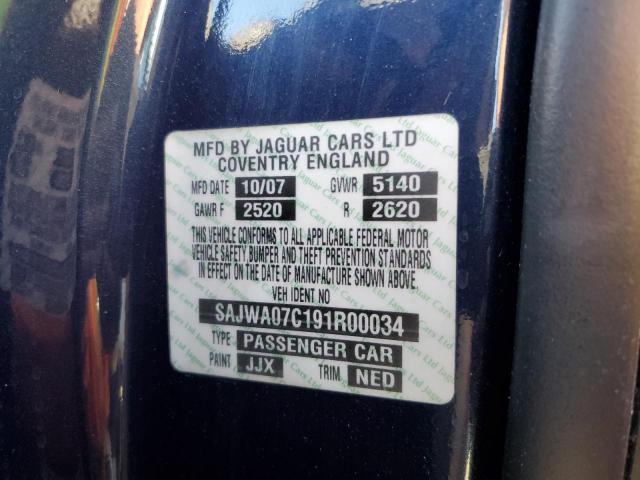 MFD BY JAGUAR CARS LTD
COVENTRY ENGLAND
MFD DATE 10/07 GVWR 5140
GAWR F 2520 R 2620
THIS VEHICLE CONFORMS TO ALL APPLICABLE FEDERAL MOTOR
VEHICLE SAFETY, BUMPER AND THEFT PREVENTION STANDARDS
IN EFFECT ON THE DATE OF MANUFACTURE SHOWN ABOVE.
VEH IDENT NO
SAJWA07C191R00034
TYPE PASSENGER CAR
PAINT JJX TRIM NED